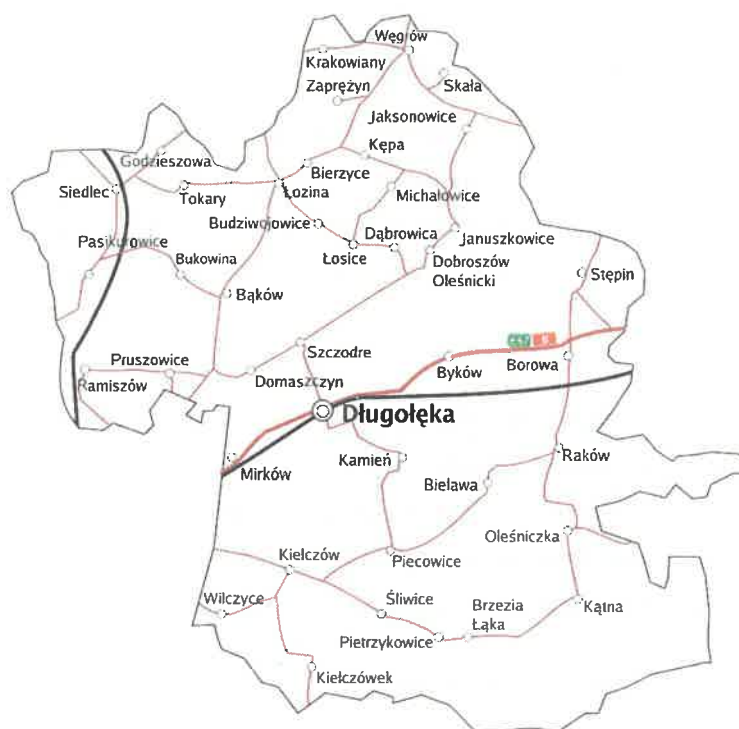 Węgrów
Krakowiany
Zaprężyn
Skała
Jaksonowice
Kępa
Godzieszowa
Bierzyce
Siedlec
Tokary
Łozina
Michałowice
Budziwojowice
Dąbrowica
Januszkowice
Pasikurowice
Bukowina
Łosice
Dobroszów
Oleśnicki
Stępin
Bąków
Szczodre
Pruszowice
Ramiszów
Domaszczyn
Byków
Borowa
Długołęka
Mirków
Kamień
Bielawa
Raków
Oleśniczka
Kiełczów
Piecowice
Wilczyce
Śliwice
Brzezia
Łąka
Kątna
Pietrzykowice
Kiełczówek